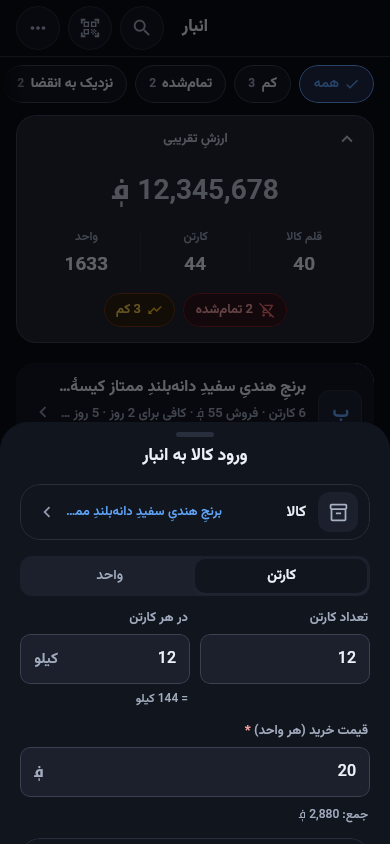 انبار
همه
کم 3
تمام‌شده 2
نزدیک به انقضا 2
ارزشِ تقریبی
12,345,678 ؋
قلم کالا
40
کارتن
44
واحد
1633
2 تمام‌شده
3 کم
برنجِ هندیِ سفیدِ دانه‌بلندِ ممتاز کیسهٔ...
6 کارتن · فروش 55 ؋ · کافی برای 2 روز · 5 روز ...
ب
ورود کالا به انبار
کالا
برنجِ هندیِ سفیدِ دانه‌بلندِ ممـ...
کارتن
واحد
تعداد کارتن
در هر کارتن
12
12 کیلو
= 144 کیلو
قیمت خرید (هر واحد) *
20 ؋
جمع: 2,880 ؋